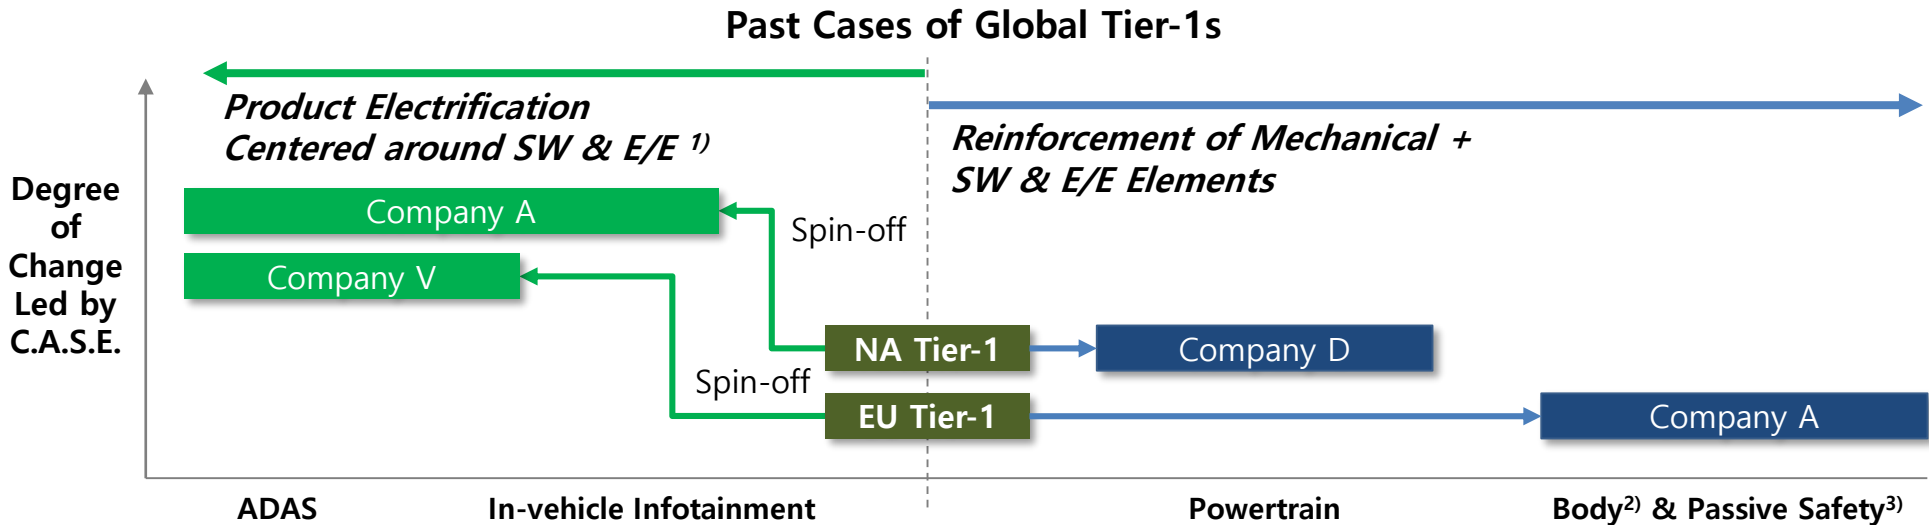 Past Cases of Global Tier-1s
Product Electrification
Centered around SW & E/E 1)
Reinforcement of Mechanical +
SW & E/E Elements
Degree
of
Change
Led by
C.A.S.E.
Company A
Spin-off
Company V
NA Tier-1
Company D
Spin-off
EU Tier-1
Company A
ADAS
In-vehicle Infotainment
Powertrain
Body2) & Passive Safety3)